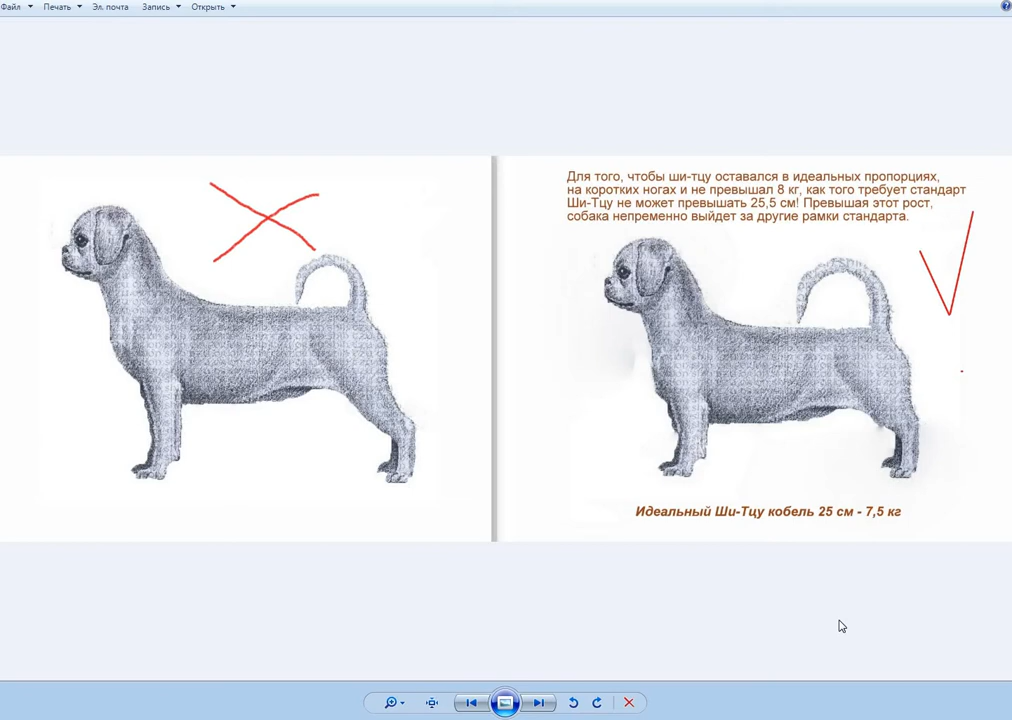 Файл Печать Эл. почта Запись Открыть
Для того, чтобы ши-тцу оставался в идеальных пропорциях,
на коротких ногах и не превышал 8 кг, как того требует стандарт
Ши-Тцу не может превышать 25,5 см! Превышая этот рост,
собака непременно выйдет за другие рамки стандарта.
Идеальный Ши-Тцу кобель 25 см - 7,5 кг